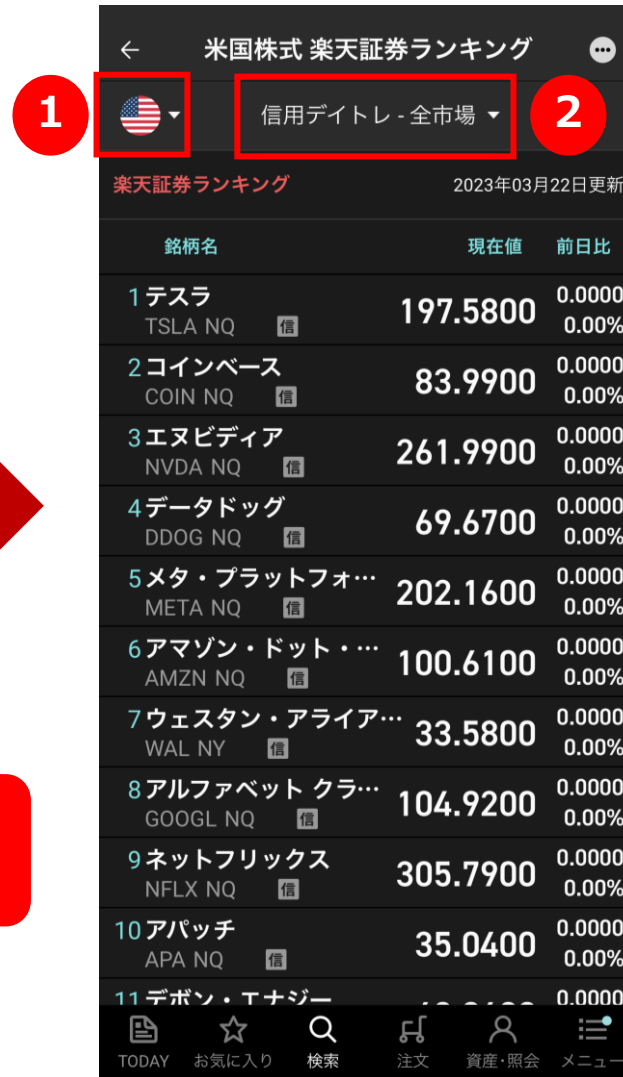 米国株式 楽天証券ランキング
1
信用デイトレ - 全市場
2
楽天証券ランキング 2023年03月22日更新
銘柄名 現在値 前日比
1 テスラ 197.5800 0.0000
TSLA NQ 信 0.00%
2 コインベース 83.9900 0.0000
COIN NQ 信 0.00%
3 エヌビディア 261.9900 0.0000
NVDA NQ 信 0.00%
4 データドッグ 69.6700 0.0000
DDOG NQ 信 0.00%
5 メタ・プラットフォ… 202.1600 0.0000
META NQ 信 0.00%
6 アマゾン・ドット・… 100.6100 0.0000
AMZN NQ 信 0.00%
7 ウェスタン・アライア… 33.5800 0.0000
WAL NY 信 0.00%
8 アルファベット クラ… 104.9200 0.0000
GOOGL NQ 信 0.00%
9 ネットフリックス 305.7900 0.0000
NFLX NQ 信 0.00%
10 アパッチ 35.0400 0.0000
APA NQ 信 0.00%
11 デボン・エナジー 0.0000
TODAY お気に入り 検索 注文 資産・照会 メニュー